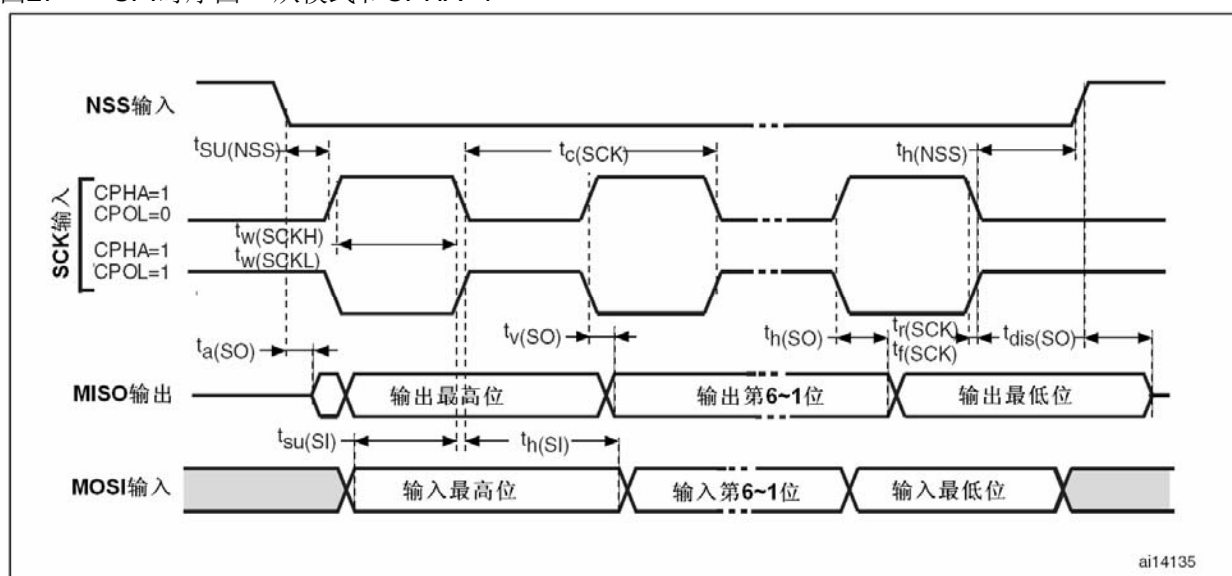 NSS输入
tSU(NSS)
tc(SCK)
th(NSS)
SCK输入
CPHA=1
CPOL=0
tw(SCKH)
CPHA=1
tw(SCKL)
CPOL=1
ta(SO)
tv(SO)
th(SO)
tr(SCK)
tf(SCK)
tdis(SO)
MISO输出
输出最高位
输出第6~1位
输出最低位
tsu(SI)
th(SI)
MOSI输入
输入最高位
输入第6~1位
输入最低位
ai14135